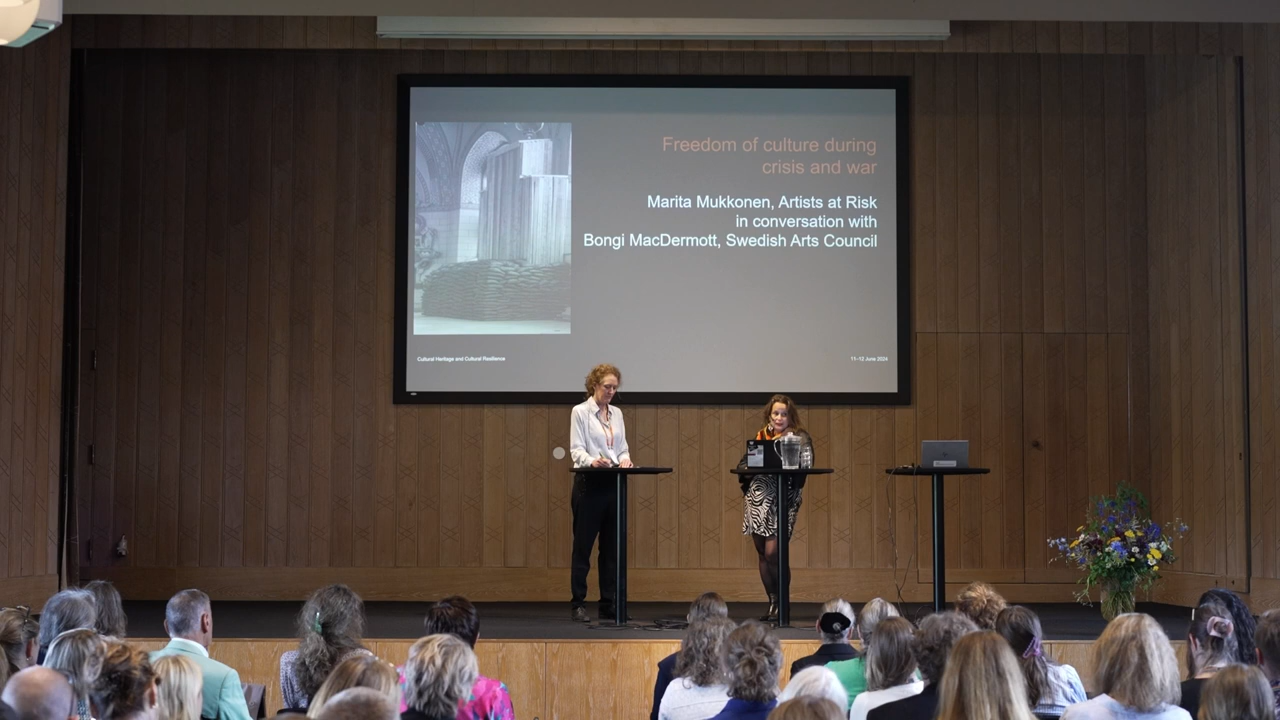 Freedom of culture during
crisis and war
Marita Mukkonen, Artists at Risk
in conversation with
Bongi MacDermott, Swedish Arts Council
Cultural Heritage and Cultural Resilience
11–12 June 2024